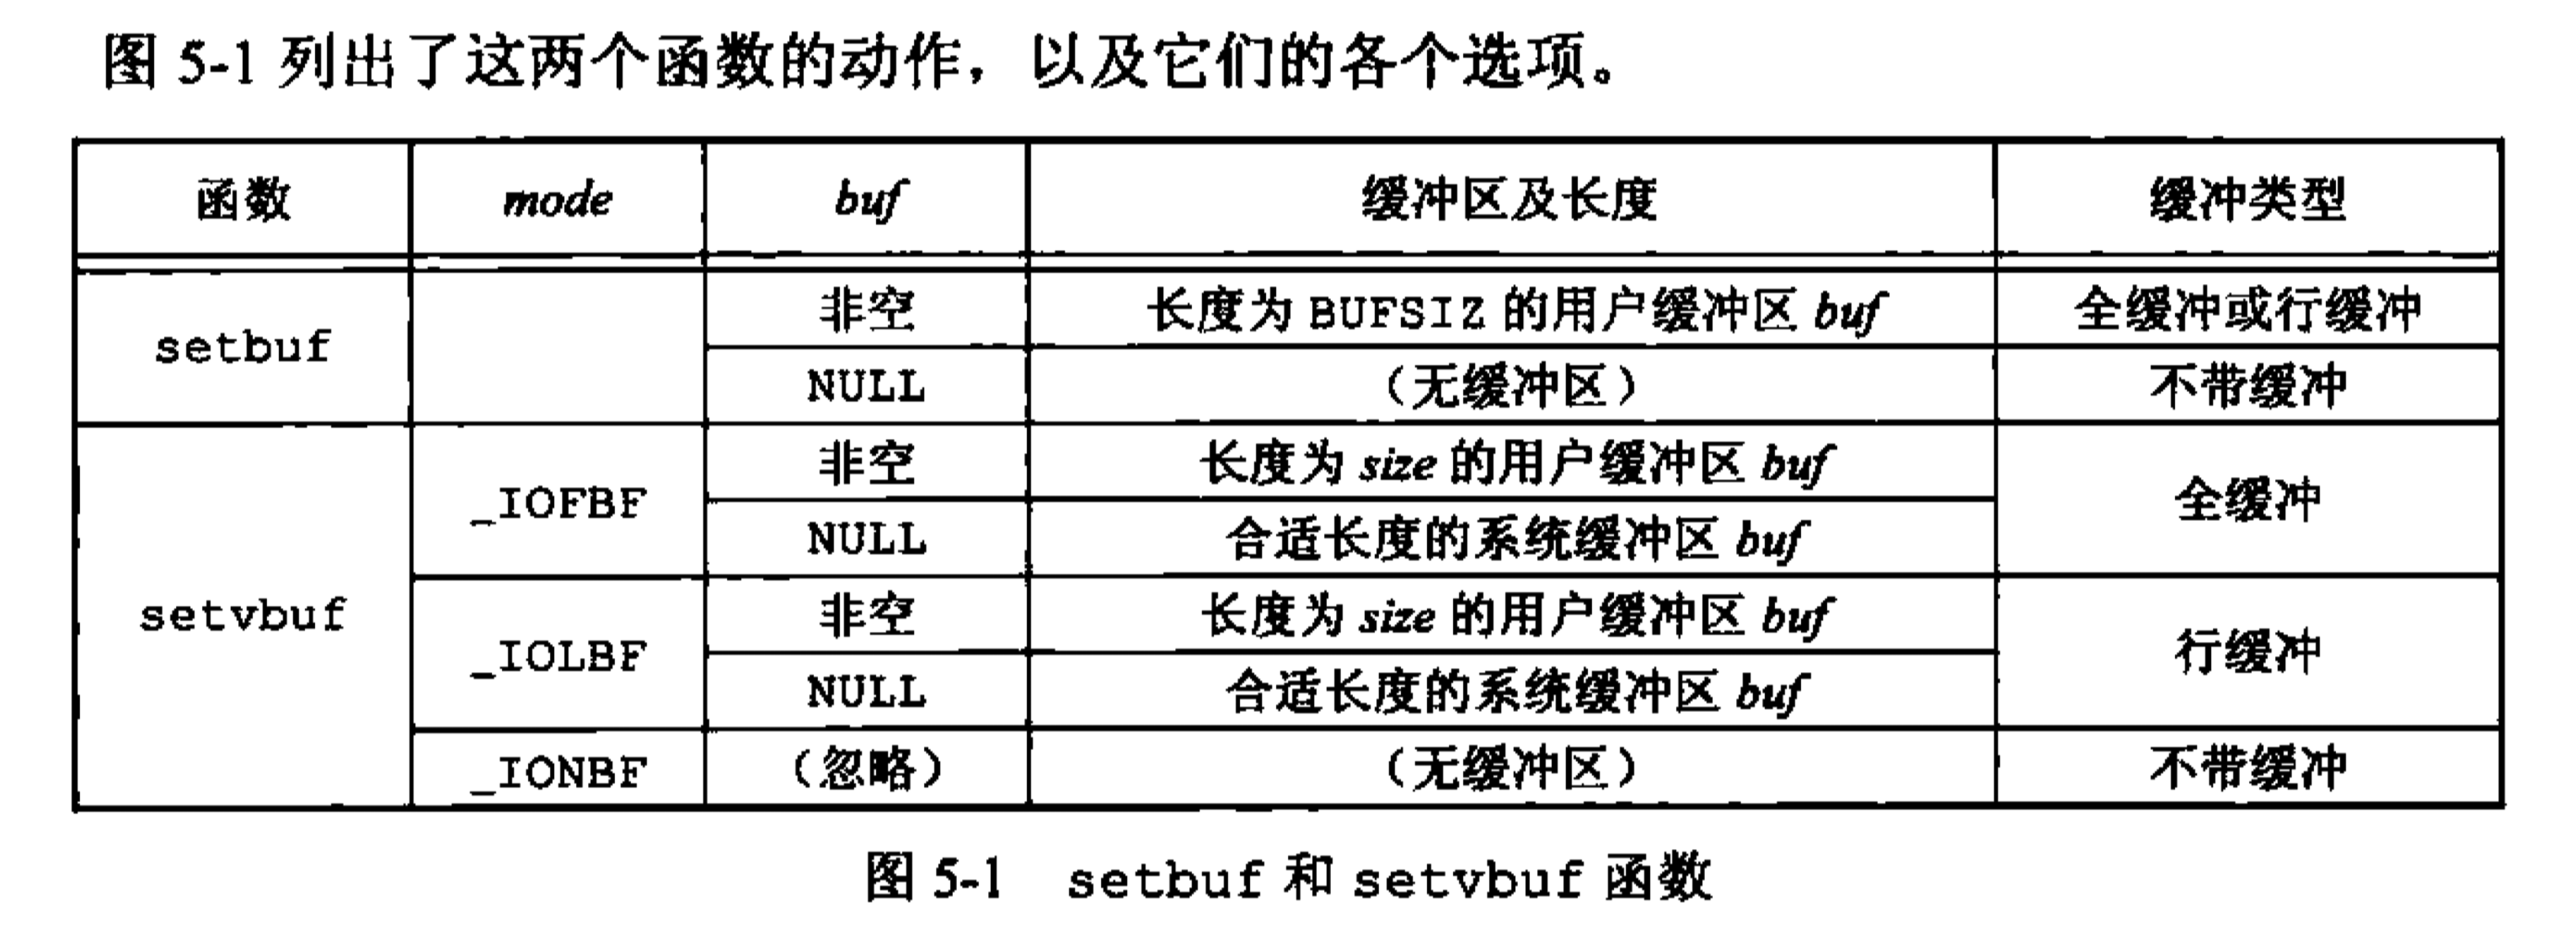 图 5-1 列出了这两个函数的动作，以及它们的各个选项。
函数 mode buf 缓冲区及长度 缓冲类型
setbuf 非空 长度为 BUFSIZ 的用户缓冲区 buf 全缓冲或行缓冲
NULL （无缓冲区） 不带缓冲
setvbuf _IOFBF 非空 长度为 size 的用户缓冲区 buf 全缓冲
NULL 合适长度的系统缓冲区 buf
_IOLBF 非空 长度为 size 的用户缓冲区 buf 行缓冲
NULL 合适长度的系统缓冲区 buf
_IONBF （忽略） （无缓冲区） 不带缓冲
图 5-1 setbuf 和 setvbuf 函数